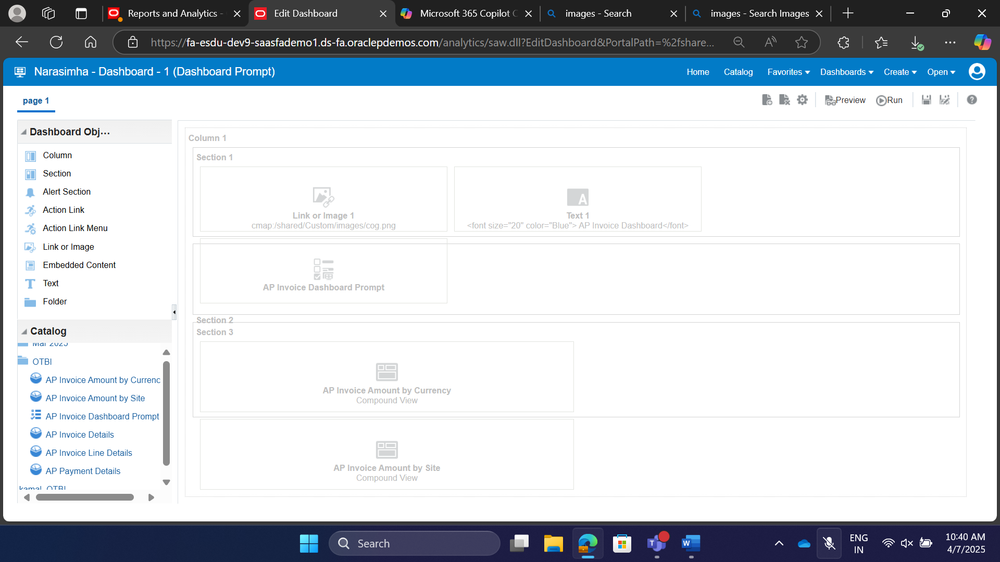 Reports and Analytics -
Edit Dashboard
Microsoft 365 Copilot C
images - Search
images - Search Images
https://fa-esdu-dev9-saasfademo1.ds-fa.oraclepdemos.com/analytics/saw.dll?EditDashboard&PortalPath=%2fshare...
Narasimha - Dashboard - 1 (Dashboard Prompt)
Home
Catalog
Favorites
Dashboards
Create
Open
page 1
Preview
Run
Dashboard Obj...
Column
Section
Alert Section
Action Link
Action Link Menu
Link or Image
Embedded Content
Text
Folder
Catalog
Mar 2025
OTBI
AP Invoice Amount by Currenc
AP Invoice Amount by Site
AP Invoice Dashboard Prompt
AP Invoice Details
AP Invoice Line Details
AP Payment Details
kamal OTBI
Column 1
Section 1
Link or Image 1
cmap:/shared/Custom/images/cog.png
Text 1
<font size="20" color="Blue"> AP Invoice Dashboard</font>
AP Invoice Dashboard Prompt
Section 2
Section 3
AP Invoice Amount by Currency
Compound View
AP Invoice Amount by Site
Compound View
Search
ENG
IN
10:40 AM
4/7/2025